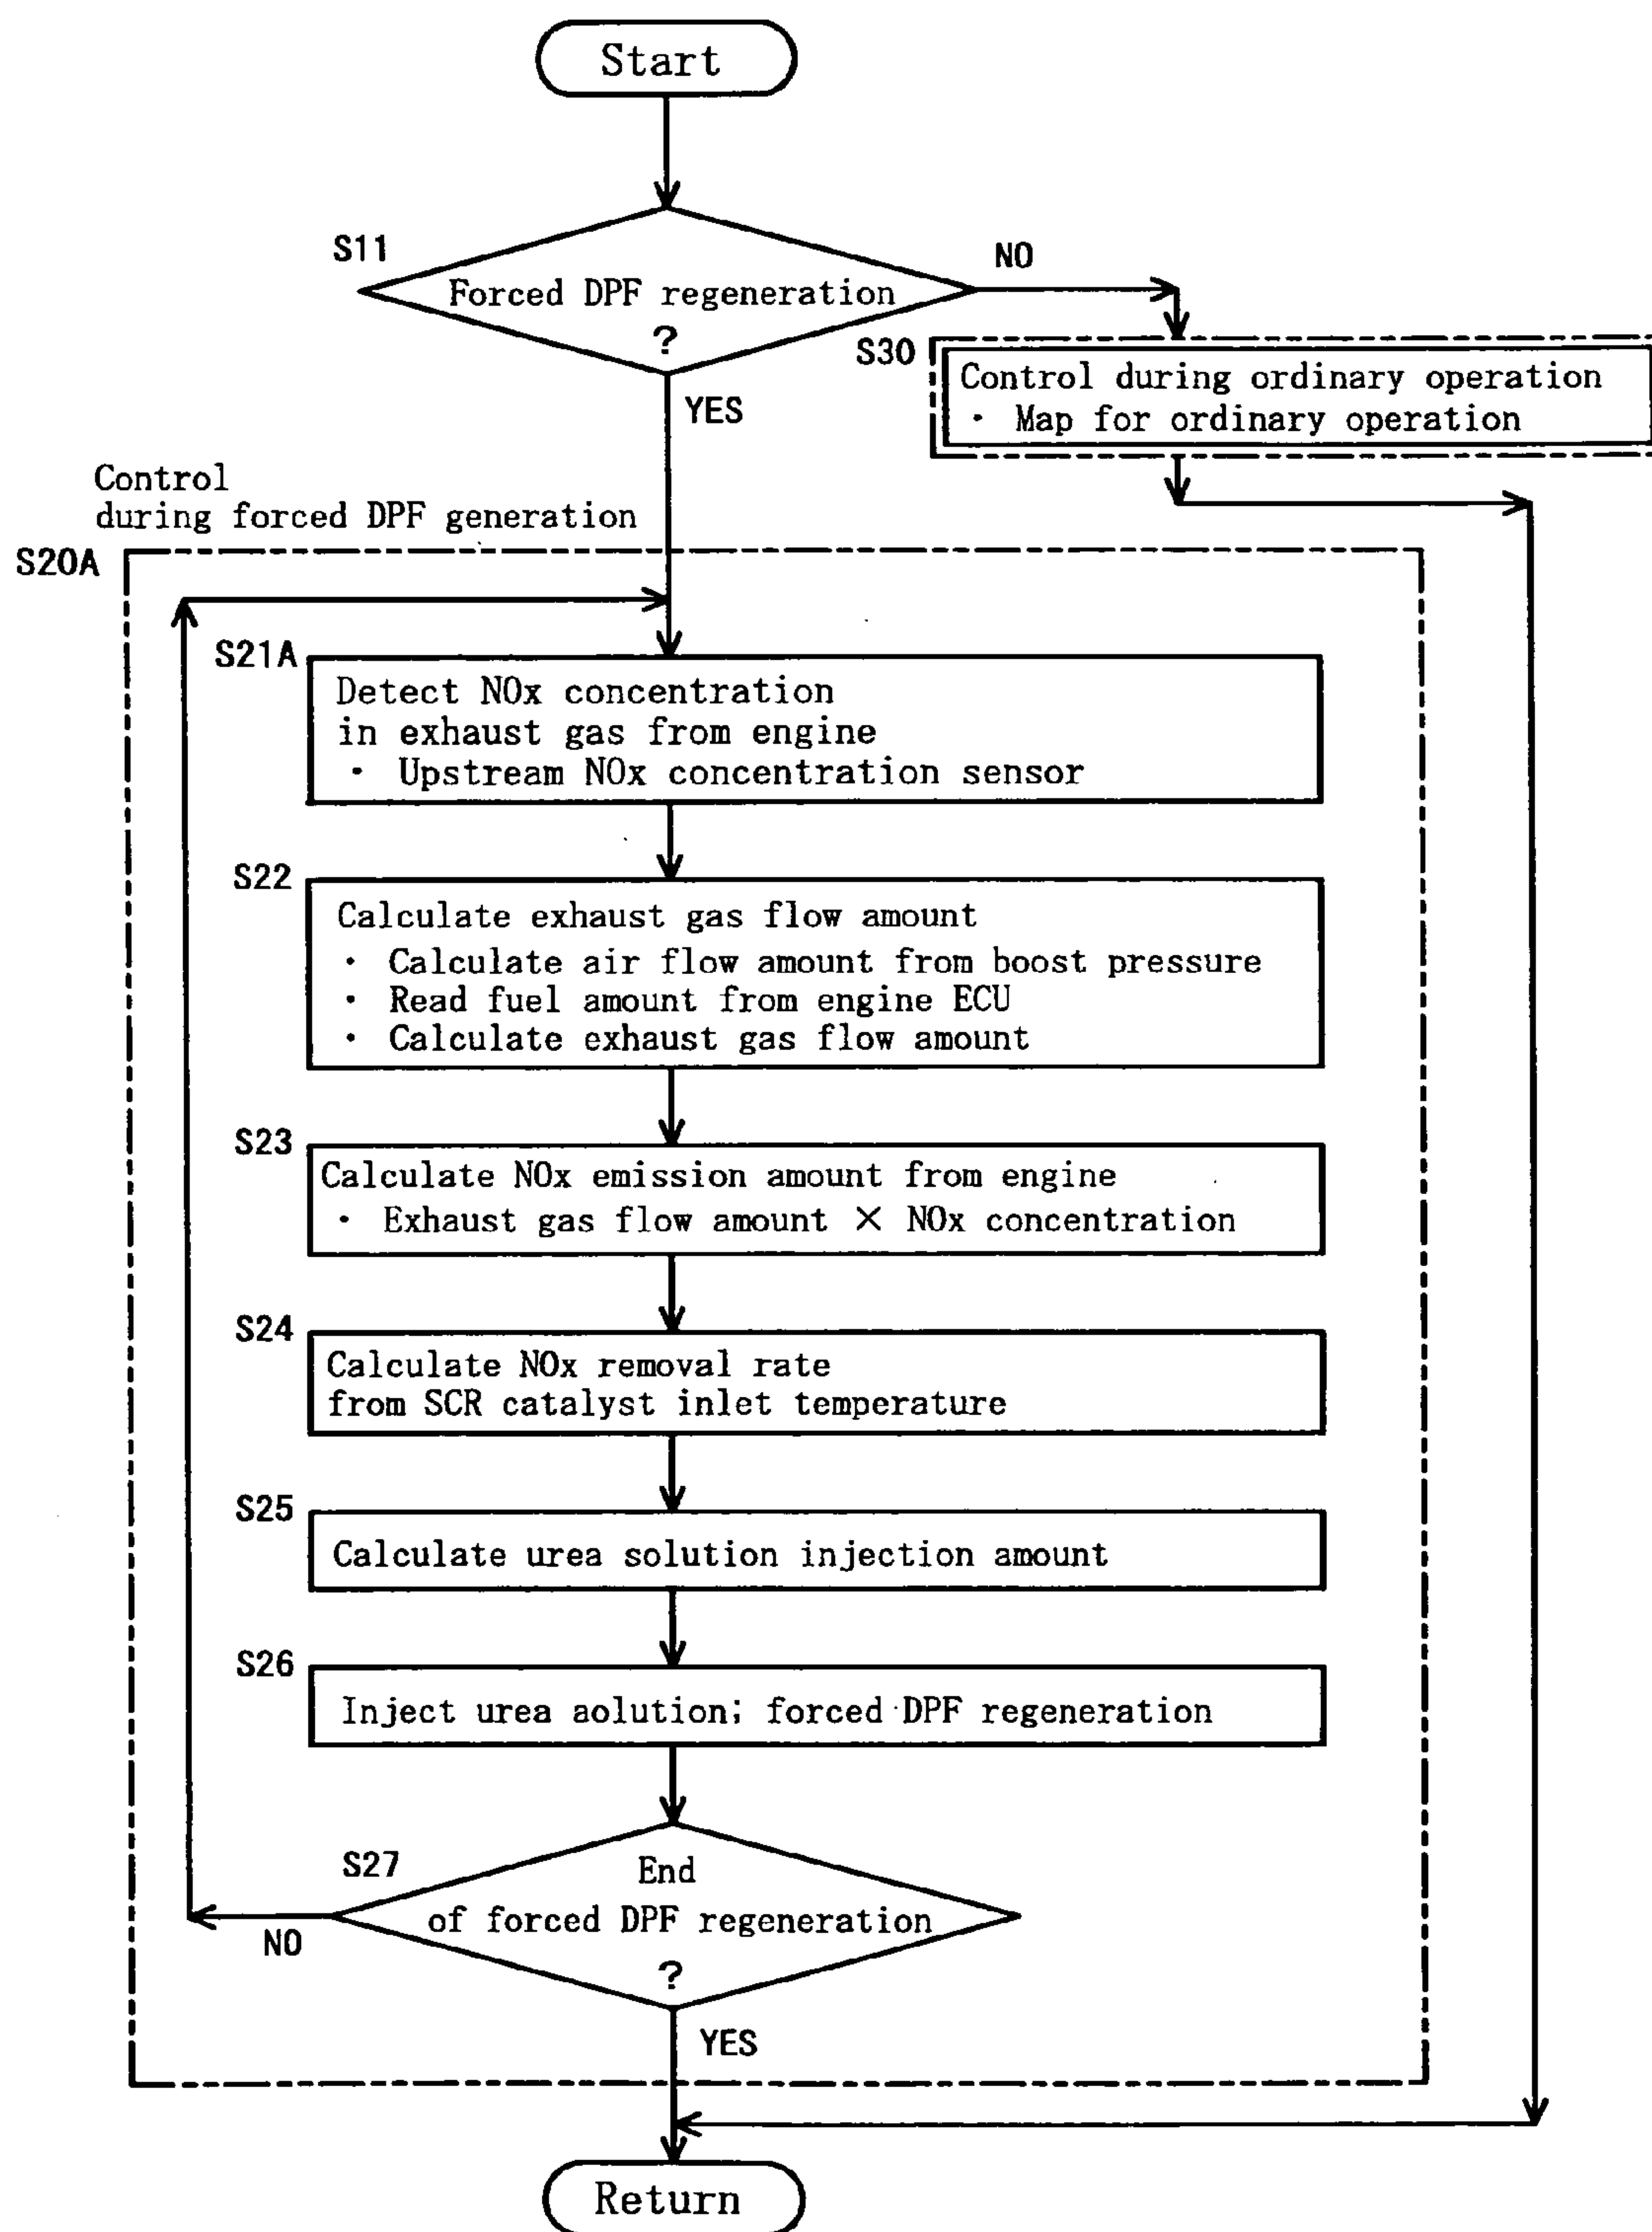 Start
S11
Forced DPF regeneration
?
NO
YES
S30
Control during ordinary operation
・ Map for ordinary operation
Control
during forced DPF generation
S20A
S21A
Detect NOx concentration
in exhaust gas from engine
・ Upstream NOx concentration sensor
S22
Calculate exhaust gas flow amount
・ Calculate air flow amount from boost pressure
・ Read fuel amount from engine ECU
・ Calculate exhaust gas flow amount
S23
Calculate NOx emission amount from engine
・ Exhaust gas flow amount × NOx concentration
S24
Calculate NOx removal rate
from SCR catalyst inlet temperature
S25
Calculate urea solution injection amount
S26
Inject urea aolution; forced DPF regeneration
S27
End
of forced DPF regeneration
?
NO
YES
Return